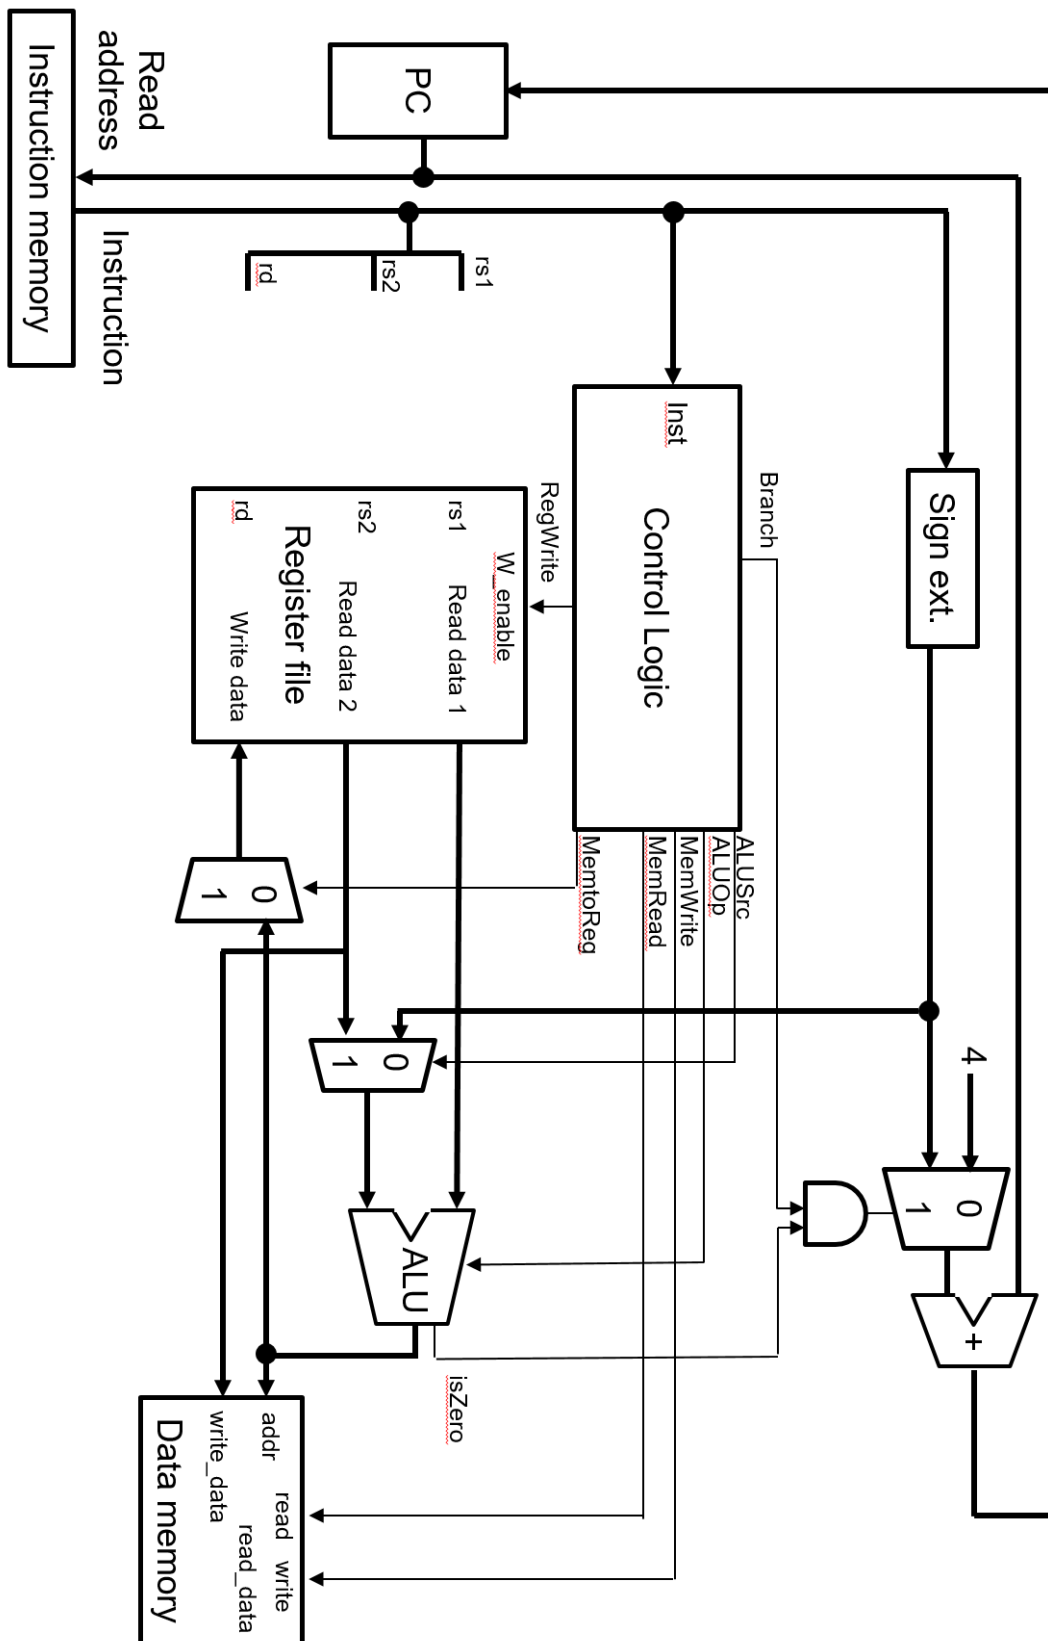 PC
Read
address
Instruction memory
Instruction
rs1
rs2
rd
Inst
Control Logic
Branch
RegWrite
ALUSrc
ALUOp
MemWrite
MemRead
MemtoReg
Sign ext.
W_enable
rs1
Read data 1
rs2
Read data 2
Register file
rd
Write data
0
1
0
1
4
0
1
+
ALU
isZero
addr
read
write
write_data
read_data
Data memory